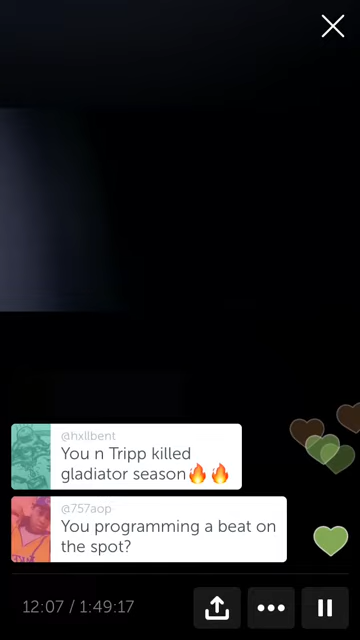 @hxllbent
You n Tripp killed
gladiator season🔥🔥
@757aop
You programming a beat on
the spot?
12:07 / 1:49:17